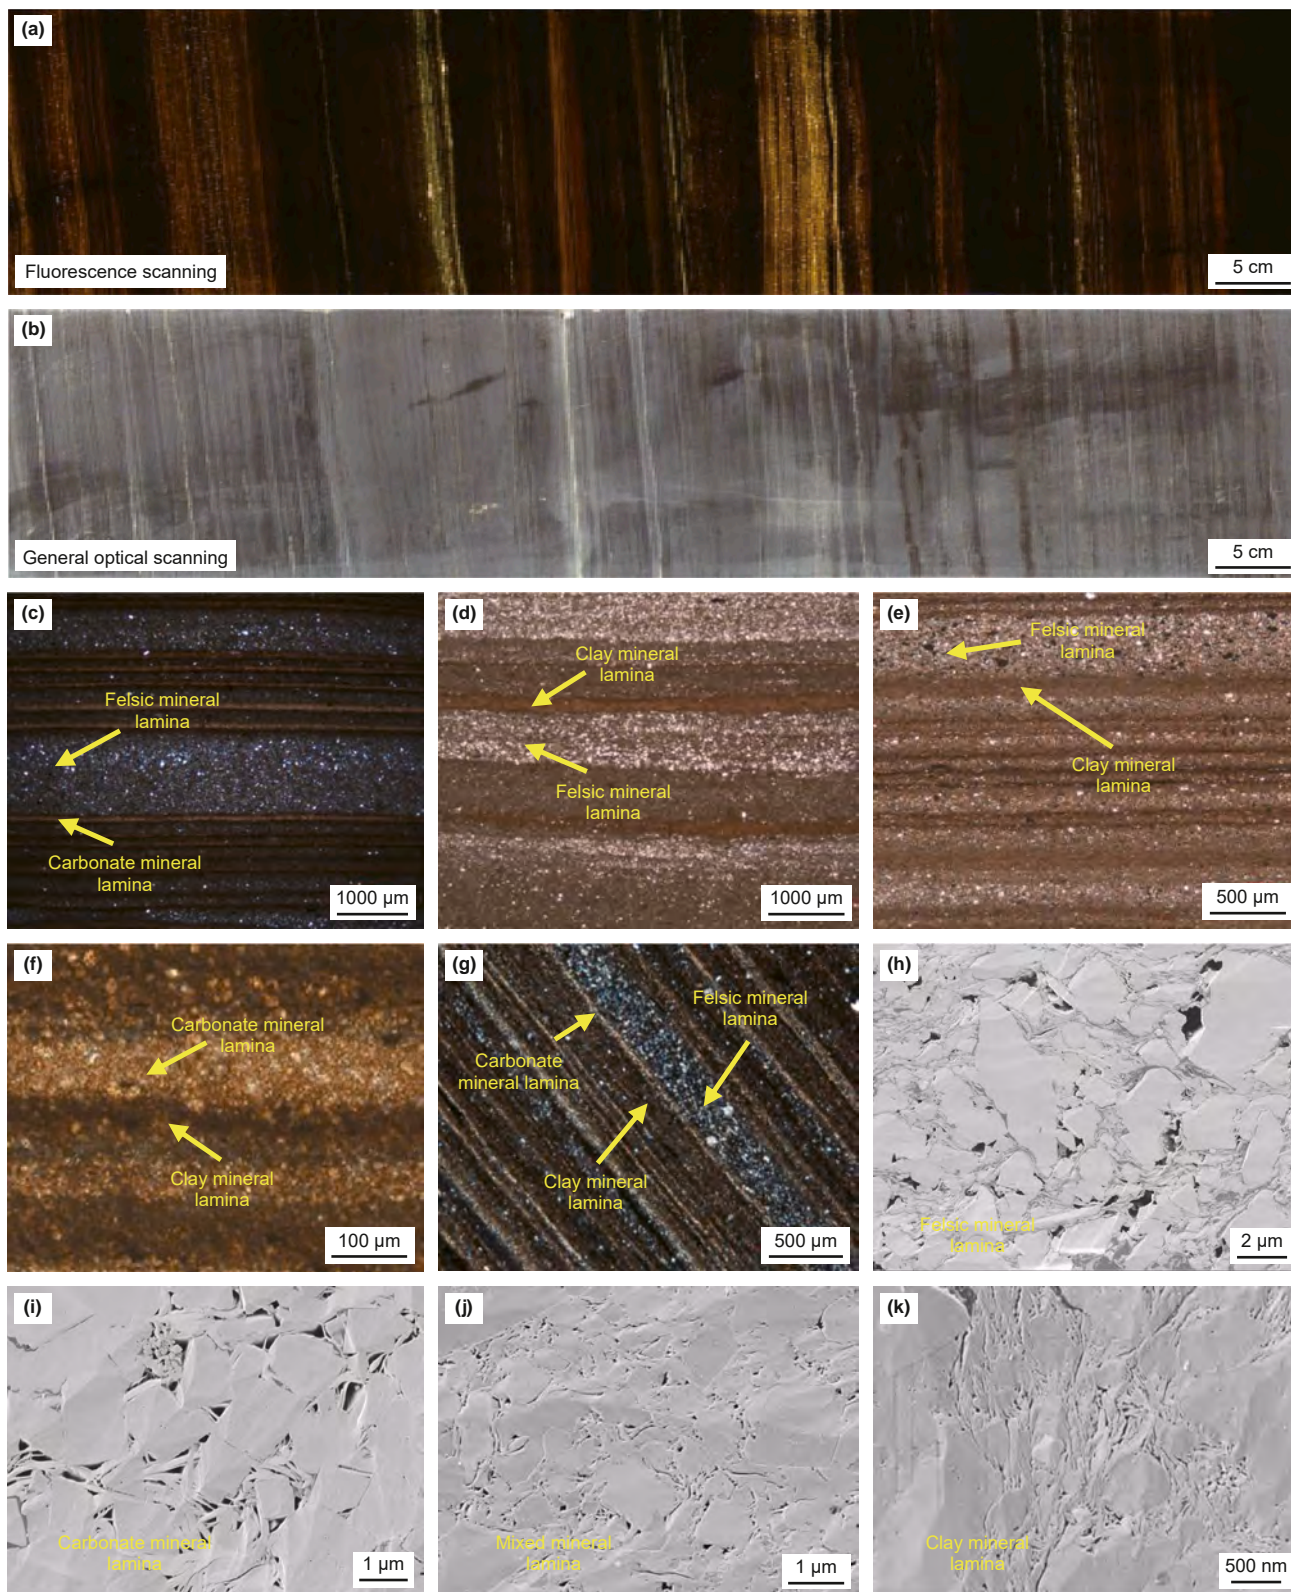 (a)
Fluorescence scanning
5 cm
(b)
General optical scanning
5 cm
(c)
Felsic mineral
lamina
Carbonate mineral
lamina
1000 µm
(d)
Clay mineral
lamina
Felsic mineral
lamina
1000 µm
(e)
Felsic mineral
lamina
Clay mineral
lamina
500 µm
(f)
Carbonate mineral
lamina
Clay mineral
lamina
100 µm
(g)
Felsic mineral
lamina
Carbonate
mineral lamina
Clay mineral
lamina
500 µm
(h)
Felsic mineral
lamina
2 µm
(i)
Carbonate mineral
lamina
1 µm
(j)
Mixed mineral
lamina
1 µm
(k)
Clay mineral
lamina
500 nm